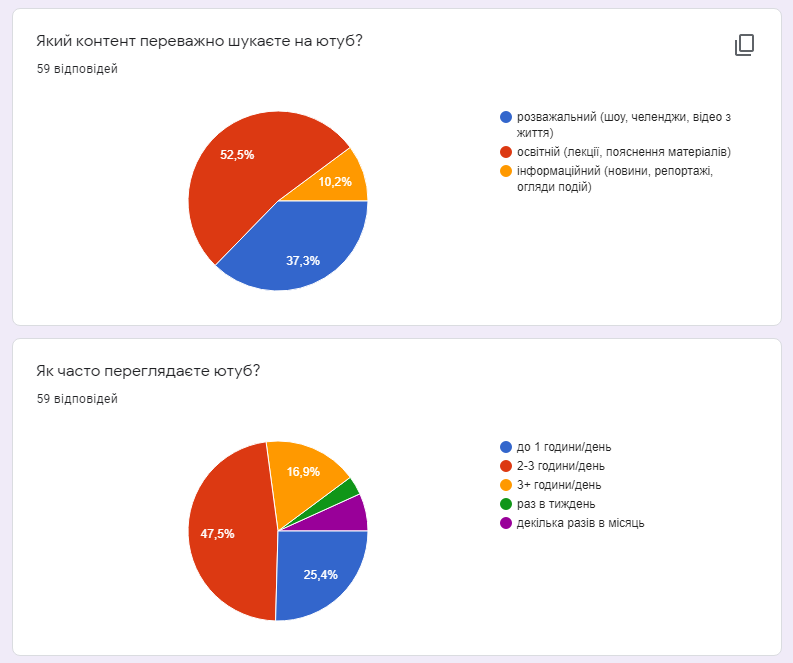 Який контент переважно шукаєте на ютуб?
59 відповідей
52,5%
10,2%
37,3%
розважальний (шоу, челенджи, відео з
життя)
освітній (лекції, пояснення матеріалів)
інформаційний (новини, репортажі,
огляди подій)
Як часто переглядаєте ютуб?
59 відповідей
16,9%
47,5%
25,4%
до 1 години/день
2-3 години/день
3+ години/день
раз в тиждень
декілька разів в місяць